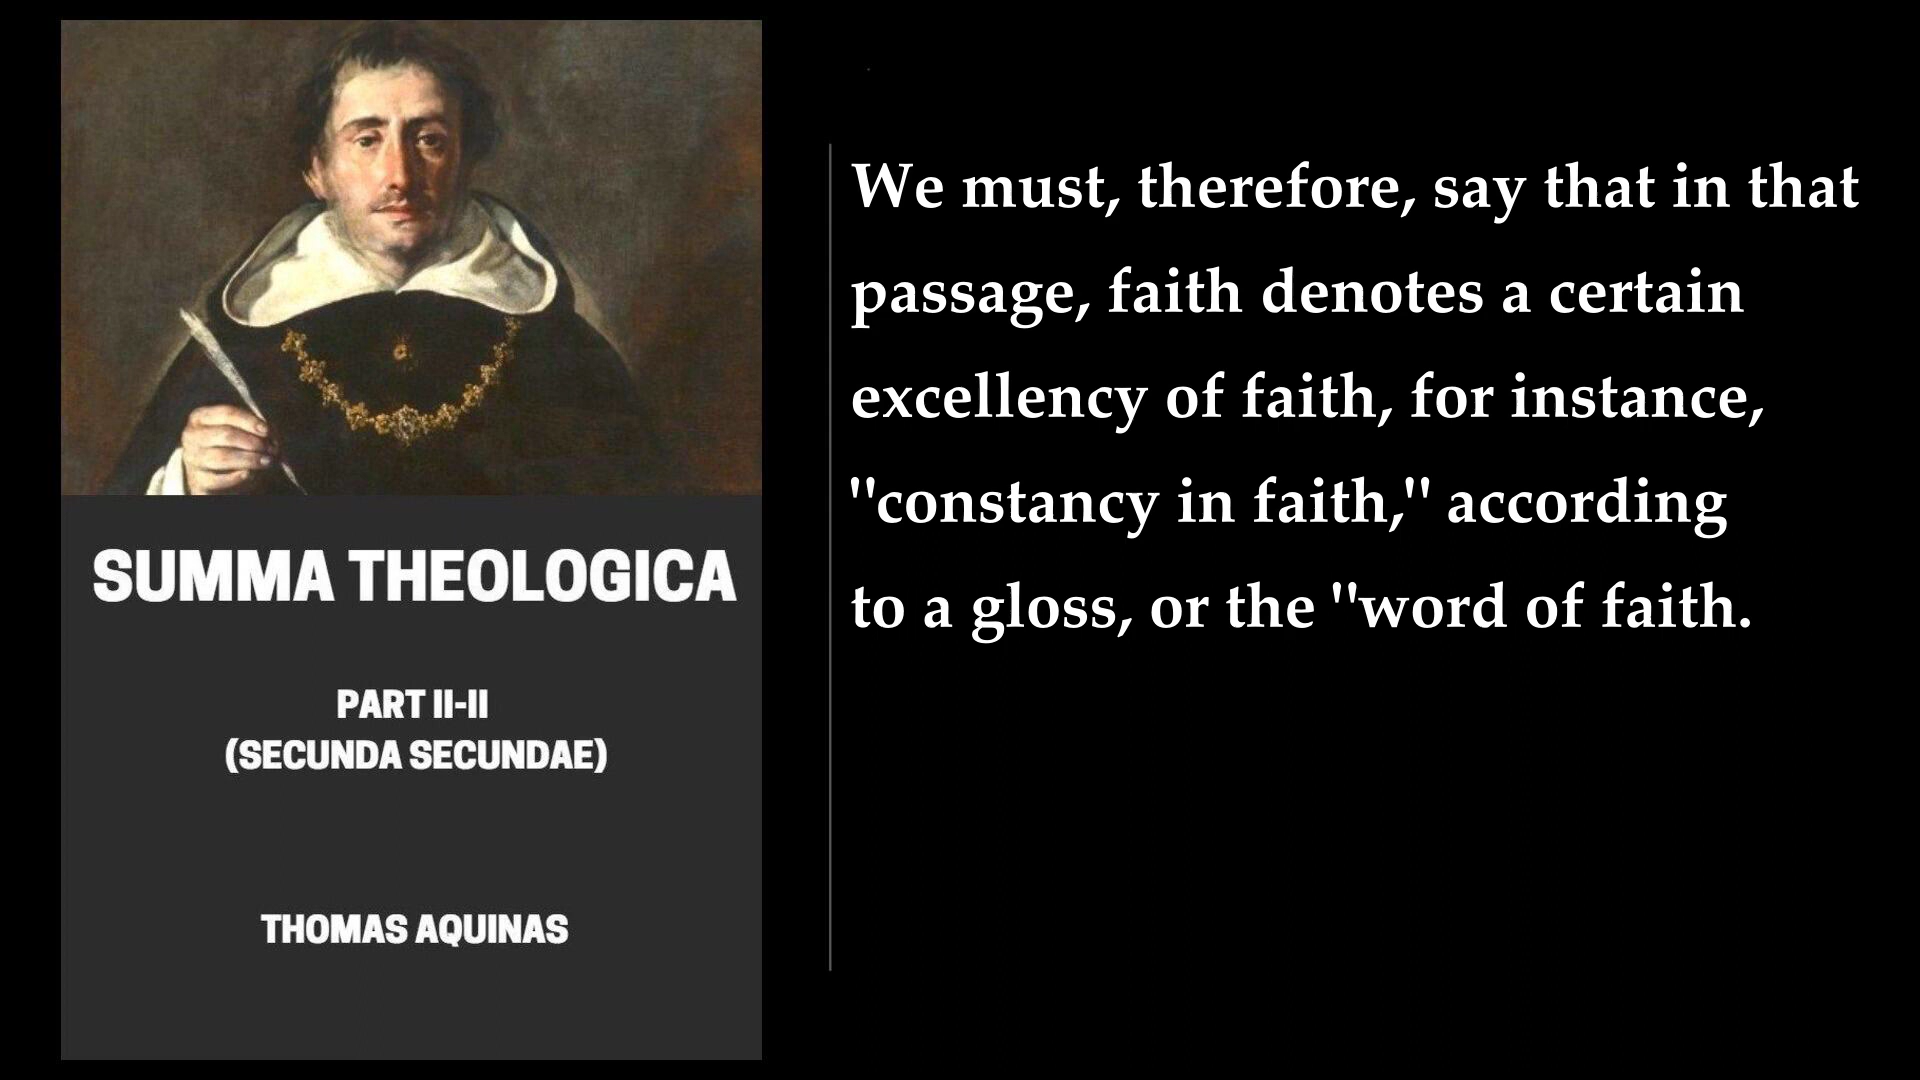 SUMMA THEOLOGICA
PART II-II
(SECUNDA SECUNDAE)
THOMAS AQUINAS
We must, therefore, say that in that
passage, faith denotes a certain
excellency of faith, for instance,
"constancy in faith," according
to a gloss, or the "word of faith.